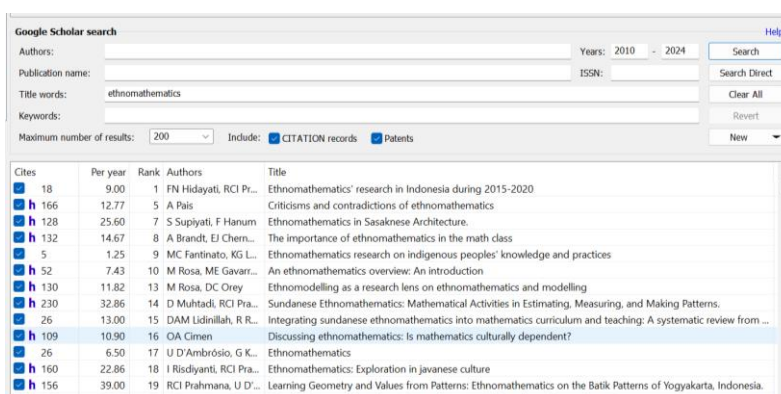 Google Scholar search Help
Authors: Years: 2010 - 2024 Search
Publication name: ISSN: Search Direct
Title words: ethnomathematics Clear All
Keywords: Revert
Maximum number of results: 200 Include: CITATION records Patents New
Cites Per year Rank Authors Title
18 9.00 1 FN Hidayati, RCI Pr... Ethnomathematics' research in Indonesia during 2015-2020
h 166 12.77 5 A Pais Criticisms and contradictions of ethnomathematics
h 128 25.60 7 S Supiyati, F Hanum Ethnomathematics in Sasaknese Architecture.
h 132 14.67 8 A Brandt, EJ Chern... The importance of ethnomathematics in the math class
5 1.25 9 MC Fantinato, KG L... Ethnomathematics research on indigenous peoples' knowledge and practices
h 52 7.43 10 M Rosa, ME Gavarr... An ethnomathematics overview: An introduction
h 130 11.82 13 M Rosa, DC Orey Ethnomodelling as a research lens on ethnomathematics and modelling
h 230 32.86 14 D Muhtadi, RCI Pra... Sundanese Ethnomathematics: Mathematical Activities in Estimating, Measuring, and Making Patterns.
26 13.00 15 DAM Lidinillah, R R... Integrating sundanese ethnomathematics into mathematics curriculum and teaching: A systematic review from ...
h 109 10.90 16 OA Cimen Discussing ethnomathematics: Is mathematics culturally dependent?
26 6.50 17 U D'Ambrósio, G K... Ethnomathematics
h 160 22.86 18 I Risdiyanti, RCI Pra... Ethnomathematics: Exploration in javanese culture
h 156 39.00 19 RCI Prahmana, U D'... Learning Geometry and Values from Patterns: Ethnomathematics on the Batik Patterns of Yogyakarta, Indonesia.